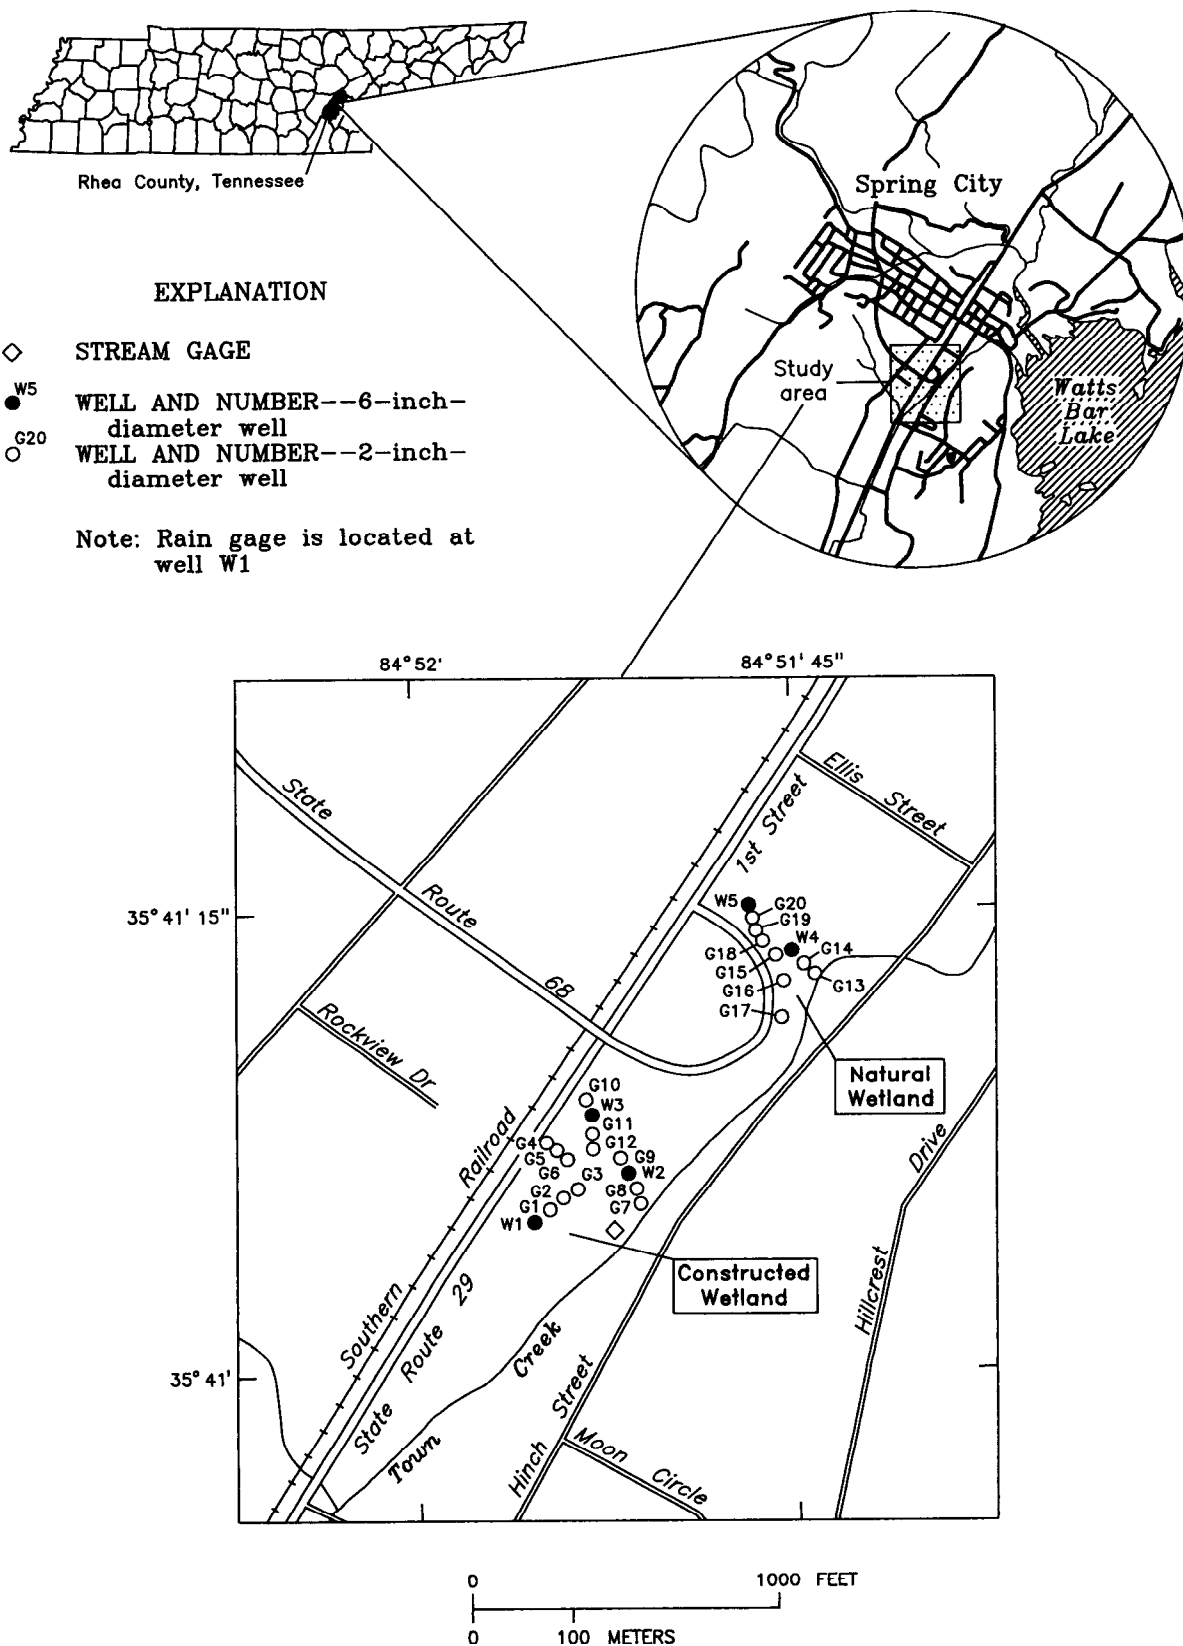 Rhea County, Tennessee
Spring City
Study
area
Watts
Bar
Lake
EXPLANATION
STREAM GAGE
W5
WELL AND NUMBER--6-inch-
diameter well
G20
WELL AND NUMBER--2-inch-
diameter well
Note: Rain gage is located at
well W1
84°52'
84°51' 45"
State
Route
68
Ellis
Street
1st Street
35°41' 15"
W5
G20
G19
G18
W4
G14
G15
G13
G16
G17
Rockview Dr
Natural
Wetland
G10
W3
G11
G4
G12
G5
G9
G6
W2
G3
G8
G2
G7
G1
W1
Railroad
Southern
Drive
Hillcrest
Constructed
Wetland
29
Route
State
Creek
Town
35°41'
Street
Hinch
Moon
Circle
0
1000 FEET
0
100 METERS